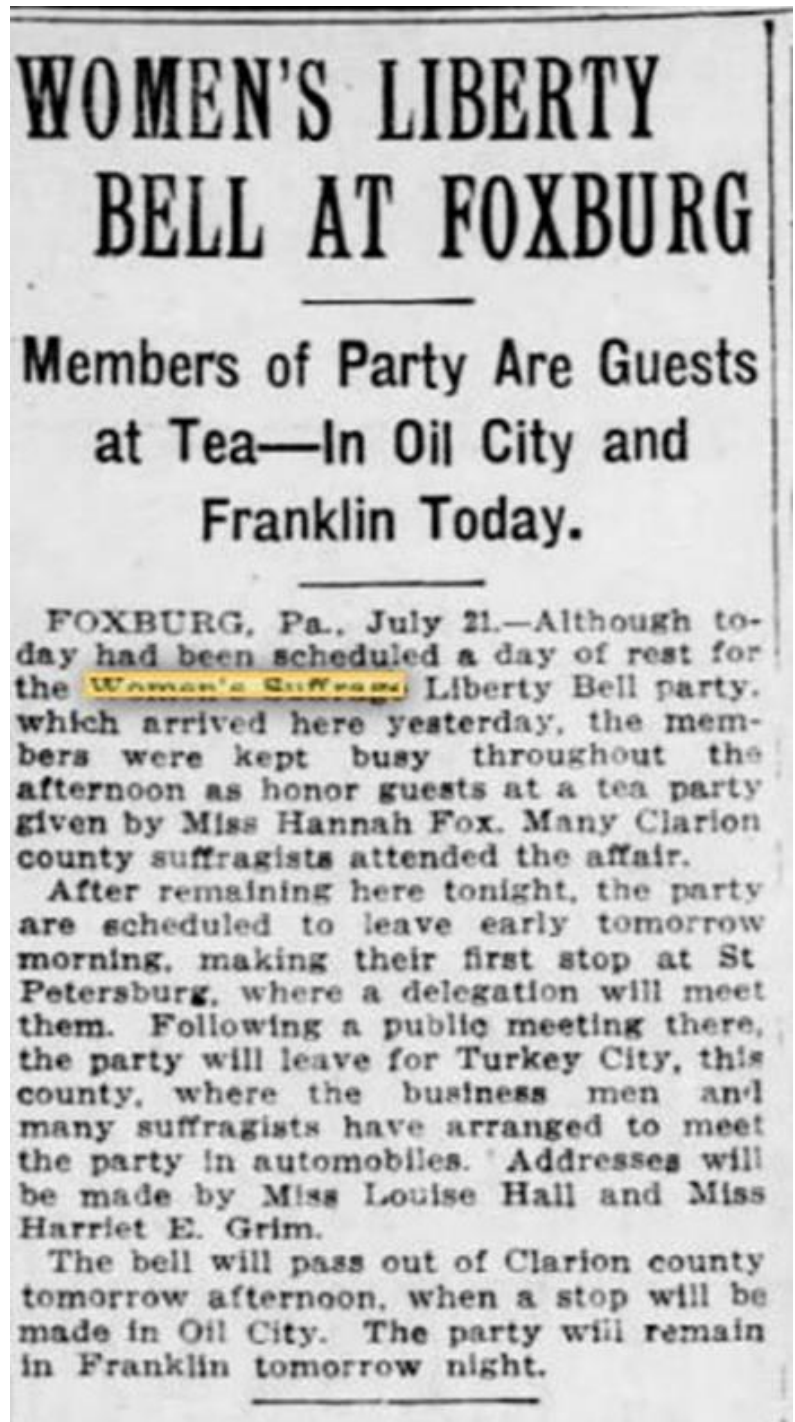 WOMEN'S LIBERTY
BELL AT FOXBURG
Members of Party Are Guests
at Tea—In Oil City and
Franklin Today.
FOXBURG, Pa., July 21.—Although to-
day had been scheduled a day of rest for
the Women's Suffrage Liberty Bell party,
which arrived here yesterday, the mem-
bers were kept busy throughout the
afternoon as honor guests at a tea party
given by Miss Hannah Fox. Many Clarion
county suffragists attended the affair.
After remaining here tonight, the party
are scheduled to leave early tomorrow
morning, making their first stop at St
Petersburg, where a delegation will meet
them. Following a public meeting there,
the party will leave for Turkey City, this
county, where the business men and
many suffragists have arranged to meet
the party in automobiles. Addresses will
be made by Miss Louise Hall and Miss
Harriet E. Grim.
The bell will pass out of Clarion county
tomorrow afternoon, when a stop will be
made in Oil City. The party will remain
in Franklin tomorrow night.